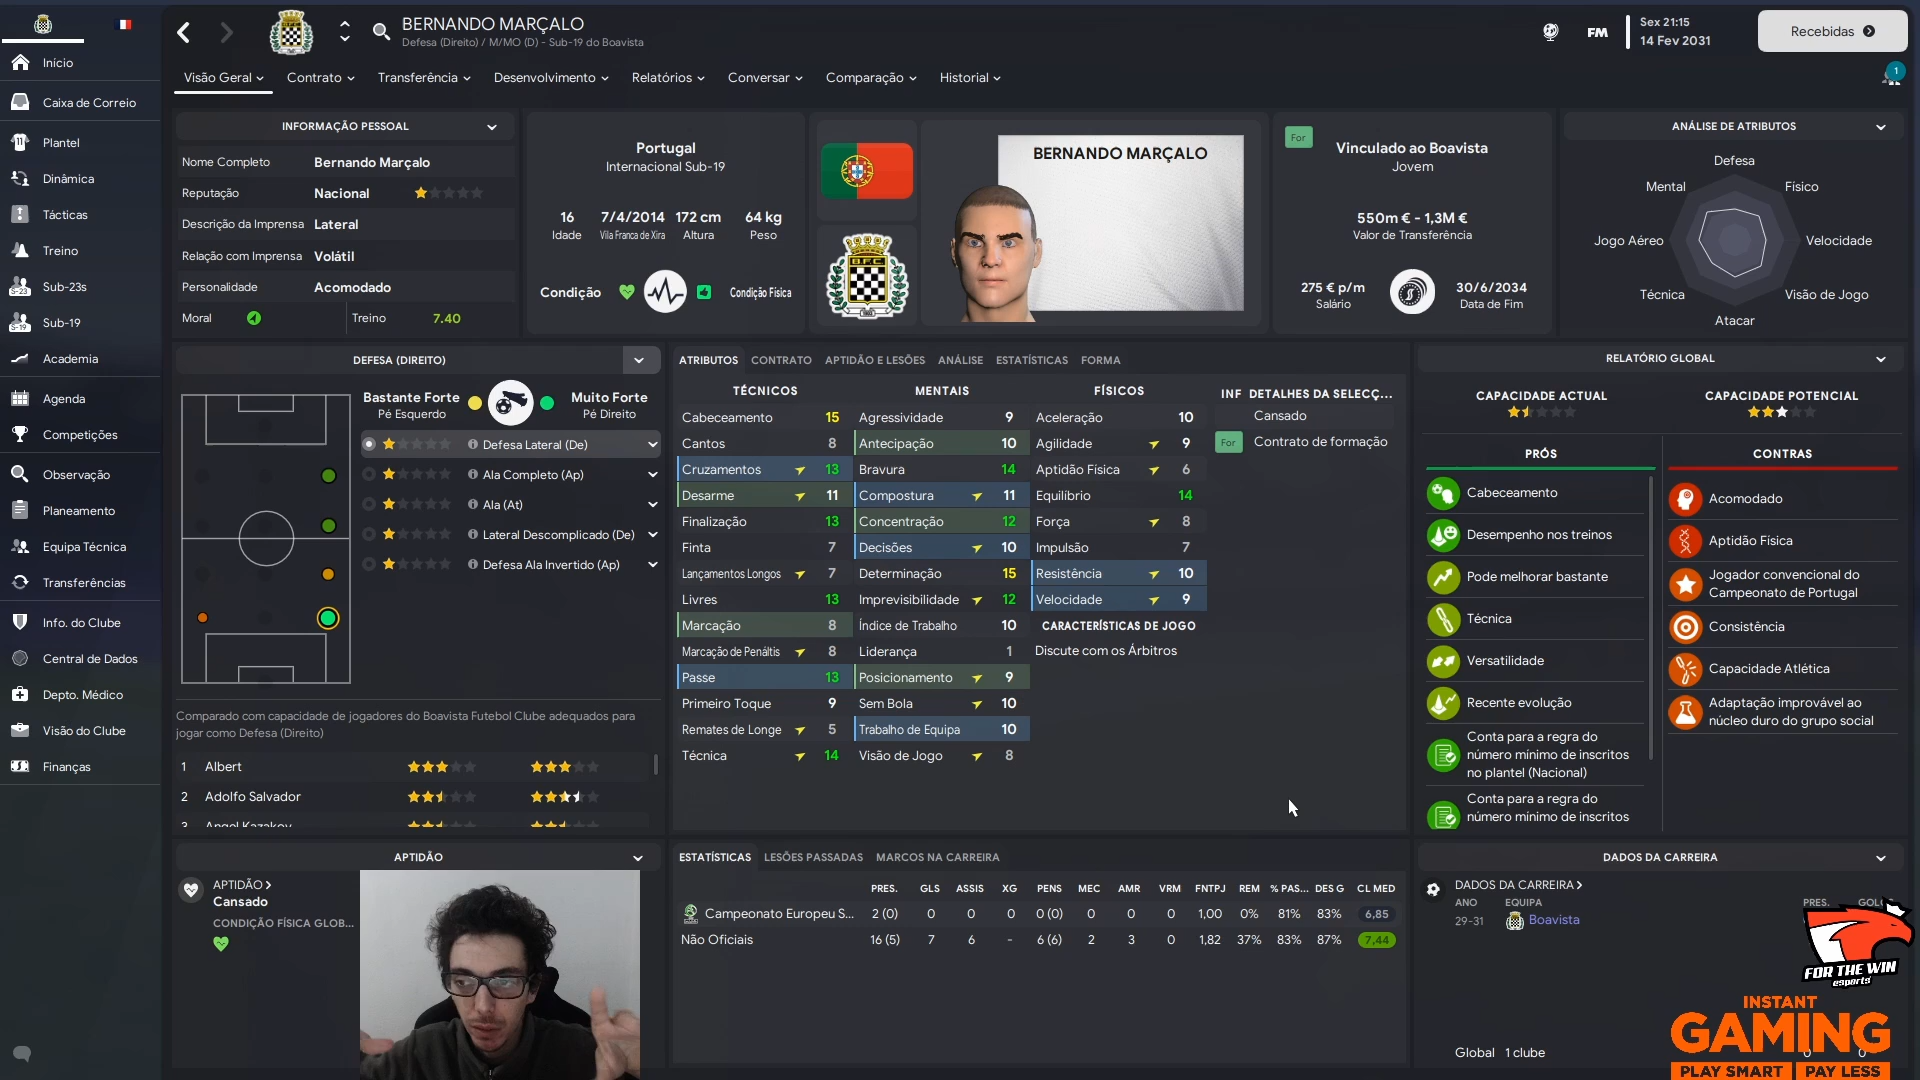 BERNANDO MARÇALO
Defesa (Direito) / M/MO (D) - Sub-19 do Boavista
FM
Sex 21:15
14 Fev 2031
Recebidas
1
Visão Geral
Contrato
Transferência
Desenvolvimento
Relatórios
Conversar
Comparação
Historial
Início
Caixa de Correio
Plantel
Dinâmica
Tácticas
Treino
Sub-23s
Sub-19
Academia
Agenda
Competições
Observação
Planeamento
Equipa Técnica
Transferências
Info. do Clube
Central de Dados
Depto. Médico
Visão do Clube
Finanças
INFORMAÇÃO PESSOAL
Nome Completo Bernando Marçalo
Reputação Nacional
Descrição da Imprensa Lateral
Relação com Imprensa Volátil
Personalidade Acomodado
Moral
Treino 7.40
Portugal
Internacional Sub-19
16 7/4/2014 172 cm 64 kg
Idade Vila Franca de Xira Altura Peso
Condição
Condição Física
BERNANDO MARÇALO
For
Vinculado ao Boavista
Jovem
550m € - 1,3M €
Valor de Transferência
275 € p/m
Salário
30/6/2034
Data de Fim
ANÁLISE DE ATRIBUTOS
Defesa
Mental
Físico
Jogo Aéreo
Velocidade
Técnica
Visão de Jogo
Atacar
DEFESA (DIREITO)
Bastante Forte
Pé Esquerdo
Muito Forte
Pé Direito
Defesa Lateral (De)
Ala Completo (Ap)
Ala (At)
Lateral Descomplicado (De)
Defesa Ala Invertido (Ap)
Comparado com capacidade de jogadores do Boavista Futebol Clube adequados para
jogar como Defesa (Direito)
1 Albert
2 Adolfo Salvador
3 Angel Kazakov
ATRIBUTOS CONTRATO APTIDÃO E LESÕES ANÁLISE ESTATÍSTICAS FORMA
TÉCNICOS
Cabeceamento 15
Cantos 8
Cruzamentos 13
Desarme 11
Finalização 13
Finta 7
Lançamentos Longos 7
Livres 13
Marcação 8
Marcação de Penáltis 8
Passe 13
Primeiro Toque 9
Remates de Longe 5
Técnica 14
MENTAIS
Agressividade 9
Antecipação 10
Bravura 14
Compostura 11
Concentração 12
Decisões 10
Determinação 15
Imprevisibilidade 12
Índice de Trabalho 10
Liderança 1
Posicionamento 9
Sem Bola 10
Trabalho de Equipa 10
Visão de Jogo 8
FÍSICOS
Aceleração 10
Agilidade 9
Aptidão Física 6
Equilíbrio 14
Força 8
Impulsão 7
Resistência 10
Velocidade 9
CARACTERÍSTICAS DE JOGO
Discute com os Árbitros
INF DETALHES DA SELECÇ...
Cansado
For Contrato de formação
RELATÓRIO GLOBAL
CAPACIDADE ACTUAL
CAPACIDADE POTENCIAL
PRÓS
Cabeceamento
Desempenho nos treinos
Pode melhorar bastante
Técnica
Versatilidade
Recente evolução
Conta para a regra do
número mínimo de inscritos
no plantel (Nacional)
Conta para a regra do
número mínimo de inscritos
CONTRAS
Acomodado
Aptidão Física
Jogador convencional do
Campeonato de Portugal
Consistência
Capacidade Atlética
Adaptação improvável ao
núcleo duro do grupo social
APTIDÃO
APTIDÃO
Cansado
CONDIÇÃO FÍSICA GLOB...
ESTATÍSTICAS LESÕES PASSADAS MARCOS NA CARREIRA
PRES. GLS ASSIS XG PENS MEC AMR VRM FNTPJ REM % PAS... DES G CL MED
Campeonato Europeu S... 2 (0) 0 0 0 0 (0) 0 0 0 1,00 0% 81% 83% 6,85
Não Oficiais 16 (5) 7 6 - 6 (6) 2 3 0 1,82 37% 83% 87% 7,44
DADOS DA CARREIRA
DADOS DA CARREIRA
ANO EQUIPA PRES.
29-31 Boavista
Global 1 clube 0 0
FOR THE WIN
esports
INSTANT
GAMING
PLAY SMART PAY LESS